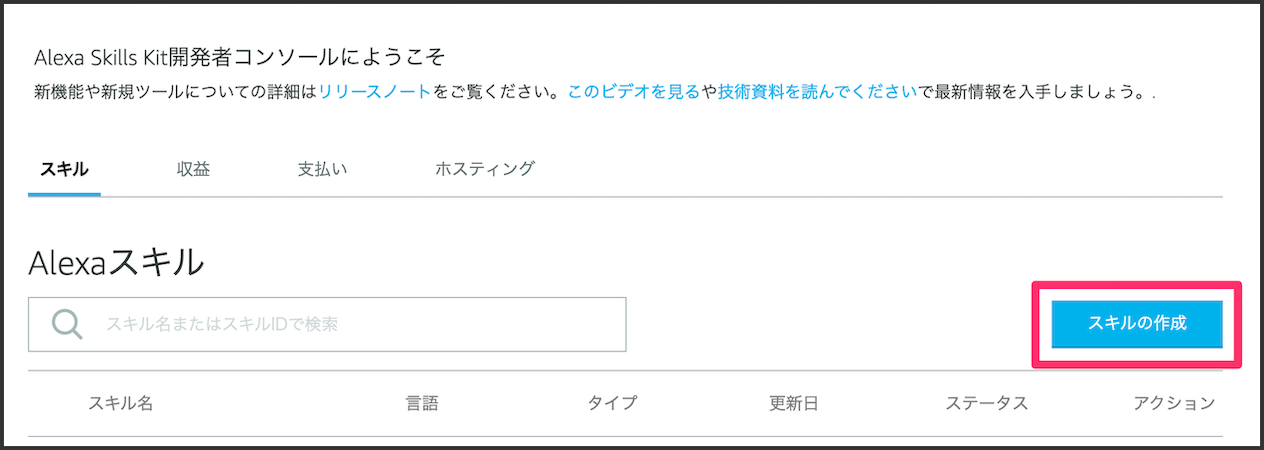 Alexa Skills Kit開発者コンソールにようこそ
新機能や新規ツールについての詳細はリリースノートをご覧ください。このビデオを見るや技術資料を読んでくださいで最新情報を入手しましょう。.
スキル 収益 支払い ホスティング
Alexaスキル
スキル名またはスキルIDで検索 スキルの作成
スキル名 言語 タイプ 更新日 ステータス アクション